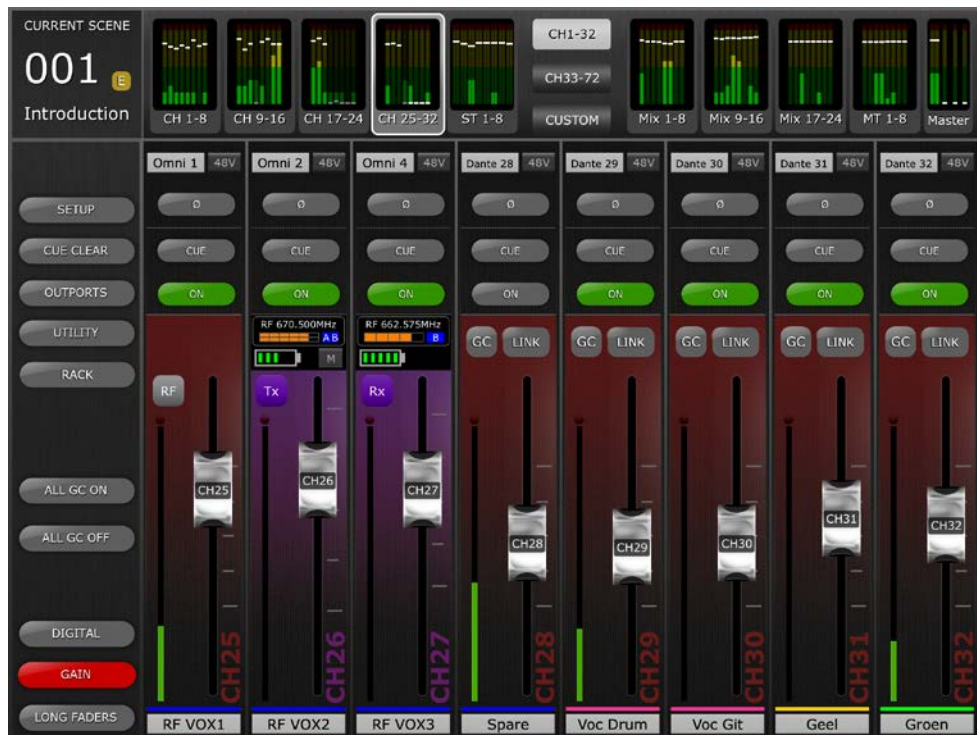 CURRENT SCENE
001 E
Introduction
CH 1-8 CH 9-16 CH 17-24 CH 25-32 ST 1-8
CH1-32
CH33-72
CUSTOM
Mix 1-8 Mix 9-16 Mix 17-24 MT 1-8 Master
Omni 1 48V Omni 2 48V Omni 4 48V Dante 28 48V Dante 29 48V Dante 30 48V Dante 31 48V Dante 32 48V
SETUP Ø Ø Ø Ø Ø Ø Ø Ø
CUE CLEAR CUE CUE CUE CUE CUE CUE CUE CUE
OUTPORTS ON ON ON ON ON ON ON ON
UTILITY
RF 670.500MHz RF 662.575MHz
A B B
GC LINK GC LINK GC LINK GC LINK GC LINK
M
RACK
RF Tx Rx
ALL GC ON
ALL GC OFF
CH25 CH26 CH27 CH28 CH29 CH30 CH31 CH32
DIGITAL
GAIN
LONG FADERS
CH25 CH26 CH27 CH28 CH29 CH30 CH31 CH32
RF VOX1 RF VOX2 RF VOX3 Spare Voc Drum Voc Git Geel Groen